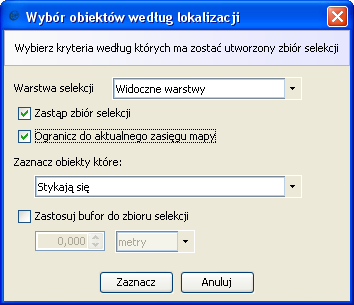 Wybór obiektów według lokalizacji
Wybierz kryteria według których ma zostać utworzony zbiór selekcji
Warstwa selekcji Widoczne warstwy
Zastąp zbiór selekcji
Ogranicz do aktualnego zasięgu mapy
Zaznacz obiekty które:
Stykają się
Zastosuj bufor do zbioru selekcji
0,000 metry
Zaznacz Anuluj